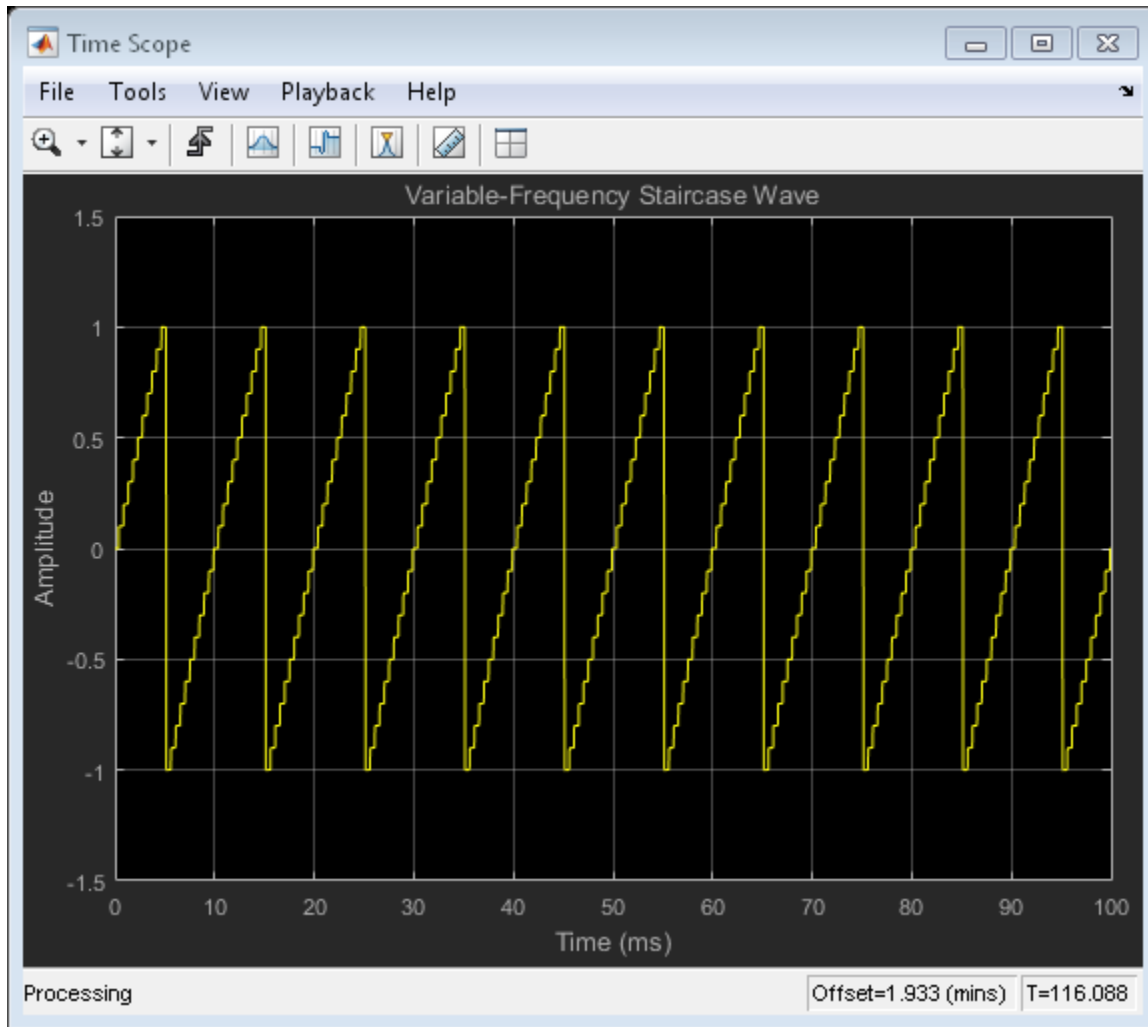 Time Scope
File Tools View Playback Help
Variable-Frequency Staircase Wave
1.5
1
0.5
0
-0.5
-1
-1.5
Amplitude
0 10 20 30 40 50 60 70 80 90 100
Time (ms)
Processing Offset=1.933 (mins) T=116.088